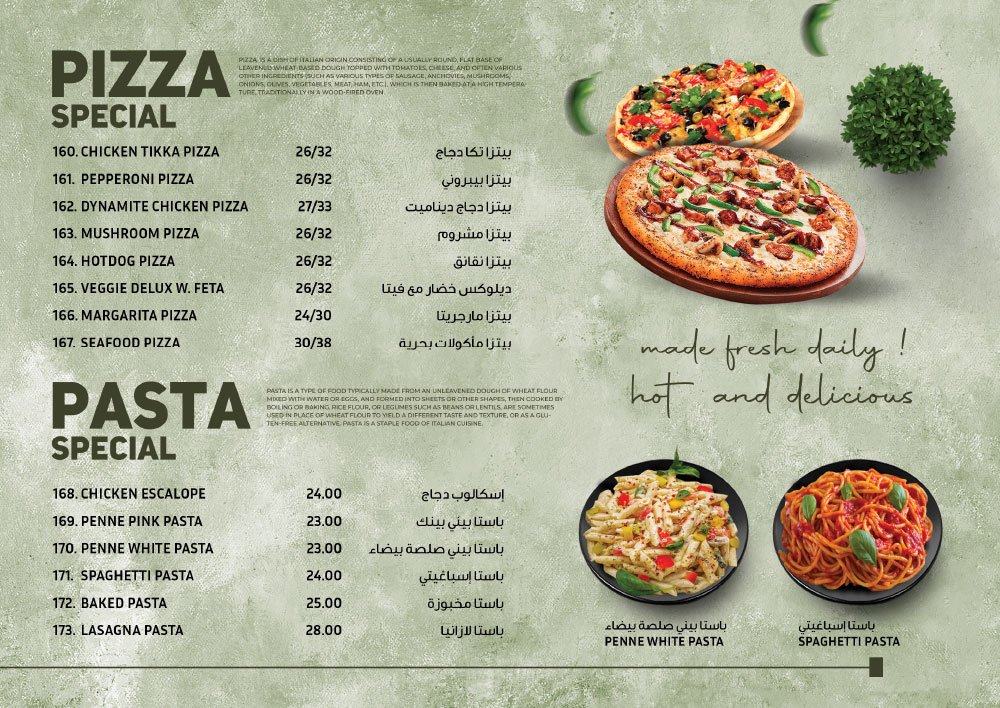 PIZZA
SPECIAL
PIZZA, IS A DISH OF ITALIAN ORIGIN CONSISTING OF A USUALLY ROUND, FLAT BASE OF
LEAVENED WHEAT-BASED DOUGH TOPPED WITH TOMATOES, CHEESE, AND OFTEN VARIOUS
OTHER INGREDIENTS (SUCH AS VARIOUS TYPES OF SAUSAGE, ANCHOVIES, MUSHROOMS,
ONIONS, OLIVES, VEGETABLES, MEAT, HAM, ETC.), WHICH IS THEN BAKED AT A HIGH TEMPERA-
TURE, TRADITIONALLY IN A WOOD-FIRED OVEN.
160. CHICKEN TIKKA PIZZA 26/32 بيتزا تكا دجاج
161. PEPPERONI PIZZA 26/32 بيتزا بيبروني
162. DYNAMITE CHICKEN PIZZA 27/33 بيتزا دجاج ديناميت
163. MUSHROOM PIZZA 26/32 بيتزا مشروم
164. HOTDOG PIZZA 26/32 بيتزا نقانق
165. VEGGIE DELUX W. FETA 26/32 ديلوكس خضار مع فيتا
166. MARGARITA PIZZA 24/30 بيتزا مارجريتا
167. SEAFOOD PIZZA 30/38 بيتزا مأكولات بحرية
made fresh daily !
hot and delicious
PASTA
SPECIAL
PASTA IS A TYPE OF FOOD TYPICALLY MADE FROM AN UNLEAVENED DOUGH OF WHEAT FLOUR
MIXED WITH WATER OR EGGS, AND FORMED INTO SHEETS OR OTHER SHAPES, THEN COOKED BY
BOILING OR BAKING. RICE FLOUR, OR LEGUMES SUCH AS BEANS OR LENTILS, ARE SOMETIMES
USED IN PLACE OF WHEAT FLOUR TO YIELD A DIFFERENT TASTE AND TEXTURE, OR AS A GLU-
TEN-FREE ALTERNATIVE. PASTA IS A STAPLE FOOD OF ITALIAN CUISINE.
168. CHICKEN ESCALOPE 24.00 إسكالوب دجاج
169. PENNE PINK PASTA 23.00 باستا بيني بينك
170. PENNE WHITE PASTA 23.00 باستا بيني صلصة بيضاء
171. SPAGHETTI PASTA 24.00 باستا إسباغيتي
172. BAKED PASTA 25.00 باستا مخبوزة
173. LASAGNA PASTA 28.00 باستا لازانيا
باستا بيني صلصة بيضاء
PENNE WHITE PASTA
باستا إسباغيتي
SPAGHETTI PASTA